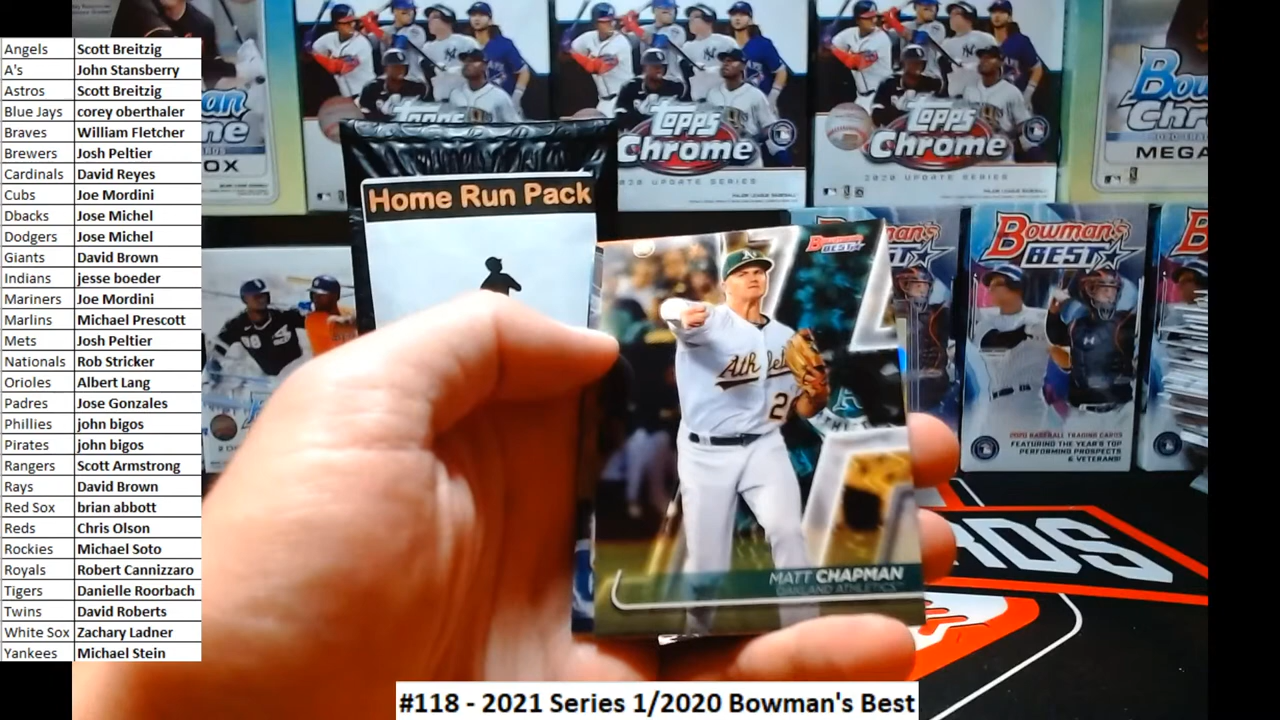 Angels Scott Breitzig
A's John Stansberry
Astros Scott Breitzig
Blue Jays corey oberthaler
Braves William Fletcher
Brewers Josh Peltier
Cardinals David Reyes
Cubs Joe Mordini
Dbacks Jose Michel
Dodgers Jose Michel
Giants David Brown
Indians jesse boeder
Mariners Joe Mordini
Marlins Michael Prescott
Mets Josh Peltier
Nationals Rob Stricker
Orioles Albert Lang
Padres Jose Gonzales
Phillies john bigos
Pirates john bigos
Rangers Scott Armstrong
Rays David Brown
Red Sox brian abbott
Reds Chris Olson
Rockies Michael Soto
Royals Robert Cannizzaro
Tigers Danielle Roorbach
Twins David Roberts
White Sox Zachary Ladner
Yankees Michael Stein
Topps
Topps
Chrome
2020 UPDATE SERIES
Topps
Chrome
2020 UPDATE SERIES
MEGA
OX
Home Run Pack
Bowman's
BEST
Athletics
MATT CHAPMAN
OAKLAND ATHLETICS
Bowman's
BEST
2020 BASEBALL TRADING CARDS
FEATURING THE YEAR'S TOP
PERFORMING PROSPECTS
& VETERANS!
RDS
#118 - 2021 Series 1/2020 Bowman's Best